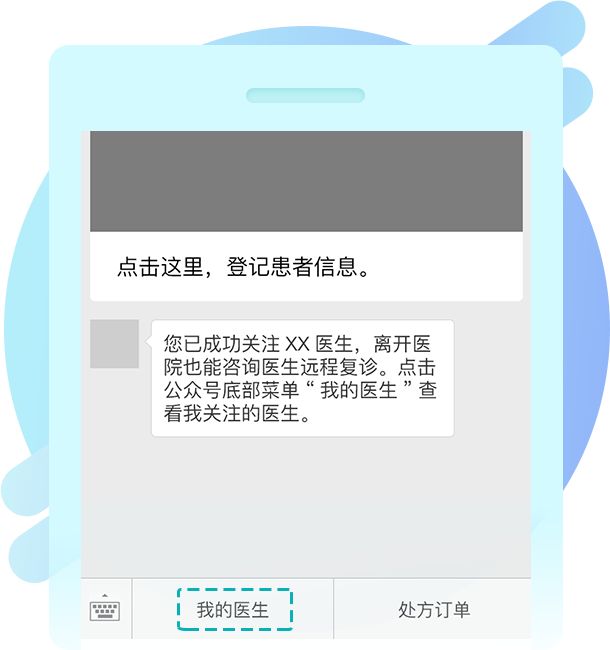 点击这里，登记患者信息。
您已成功关注 XX 医生，离开医
院也能咨询医生远程复诊。点击
公众号底部菜单“ 我的医生 ”查
看我关注的医生。
我的医生
处方订单